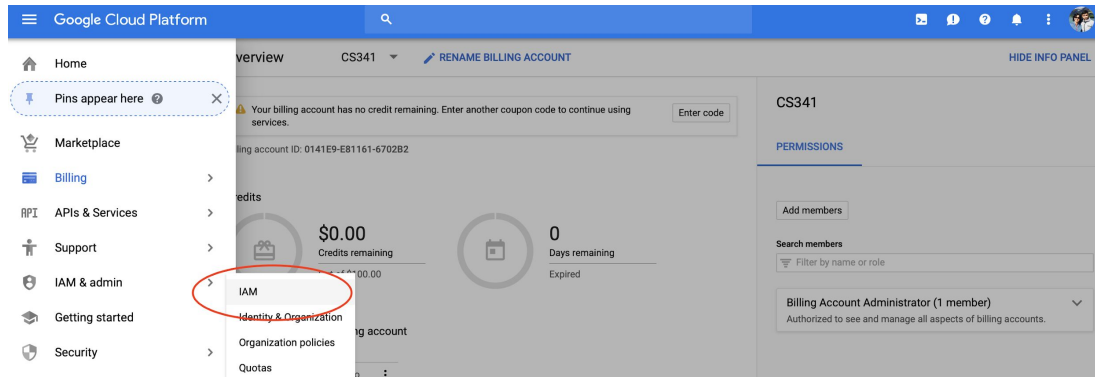 Google Cloud Platform
Home
Pins appear here
Marketplace
Billing
API APIs & Services
Support
IAM & admin
Getting started
Security
IAM
Identity & Organization
Organization policies
Quotas
verview CS341 RENAME BILLING ACCOUNT HIDE INFO PANEL
Your billing account has no credit remaining. Enter another coupon code to continue using
services.
Enter code
ling account ID: 0141E9-E81161-6702B2
redits
$0.00
Credits remaining
00.00
0
Days remaining
Expired
ng account
CS341
PERMISSIONS
Add members
Search members
Filter by name or role
Billing Account Administrator (1 member)
Authorized to see and manage all aspects of billing accounts.